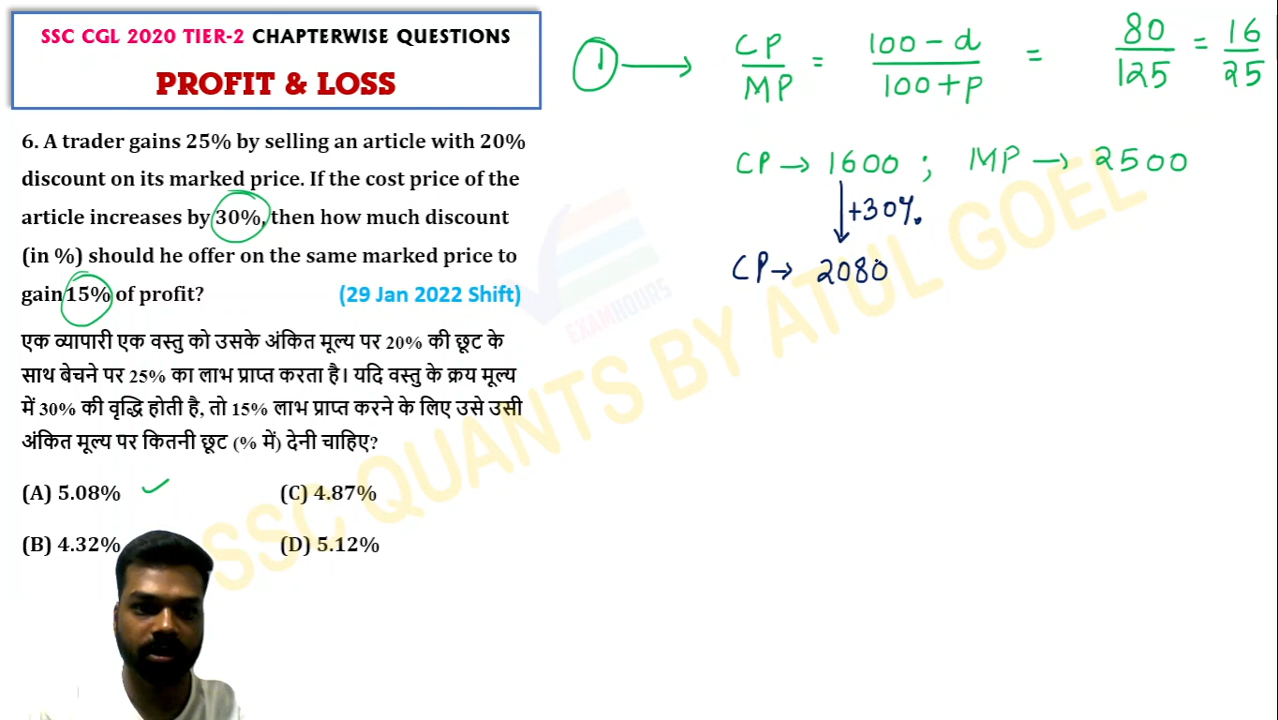 SSC CGL 2020 TIER-2 CHAPTERWISE QUESTIONS
PROFIT & LOSS
6. A trader gains 25% by selling an article with 20%
discount on its marked price. If the cost price of the
article increases by 30%, then how much discount
(in %) should he offer on the same marked price to
gain 15% of profit? (29 Jan 2022 Shift)
एक व्यापारी एक वस्तु को उसके अंकित मूल्य पर 20% की छूट के
साथ बेचने पर 25% का लाभ प्राप्त करता है। यदि वस्तु के क्रय मूल्य
में 30% की वृद्धि होती है, तो 15% लाभ प्राप्त करने के लिए उसे उसी
अंकित मूल्य पर कितनी छूट (% में) देनी चाहिए?
(A) 5.08% (C) 4.87%
(B) 4.32% (D) 5.12%
1 → CP/MP = 100-d/100+p = 80/125 = 16/25
CP → 1600 ; MP → 2500
+30%
CP → 2080
EXAMHOURS
SSC QUANTS BY ATUL GOEL